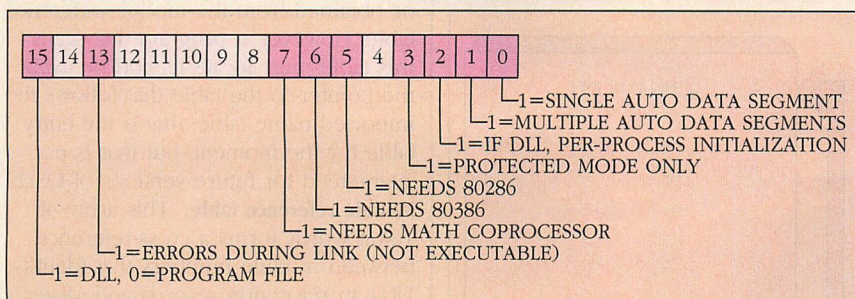 15 14 13 12 11 10 9 8 7 6 5 4 3 2 1 0
1=SINGLE AUTO DATA SEGMENT
1=MULTIPLE AUTO DATA SEGMENTS
1=IF DLL, PER-PROCESS INITIALIZATION
1=PROTECTED MODE ONLY
1=NEEDS 80286
1=NEEDS 80386
1=NEEDS MATH COPROCESSOR
1=ERRORS DURING LINK (NOT EXECUTABLE)
1=DLL, 0=PROGRAM FILE